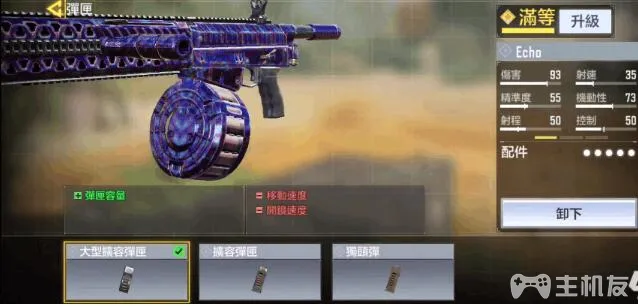 彈匣
滿等
升級
Echo
傷害 93 射速 35
精準度 55 機動性 73
射程 50 控制 50
配件
卸下
彈匣容量
移動速度
開鏡速度
大型擴容彈匣
擴容彈匣
獨頭彈
主机友